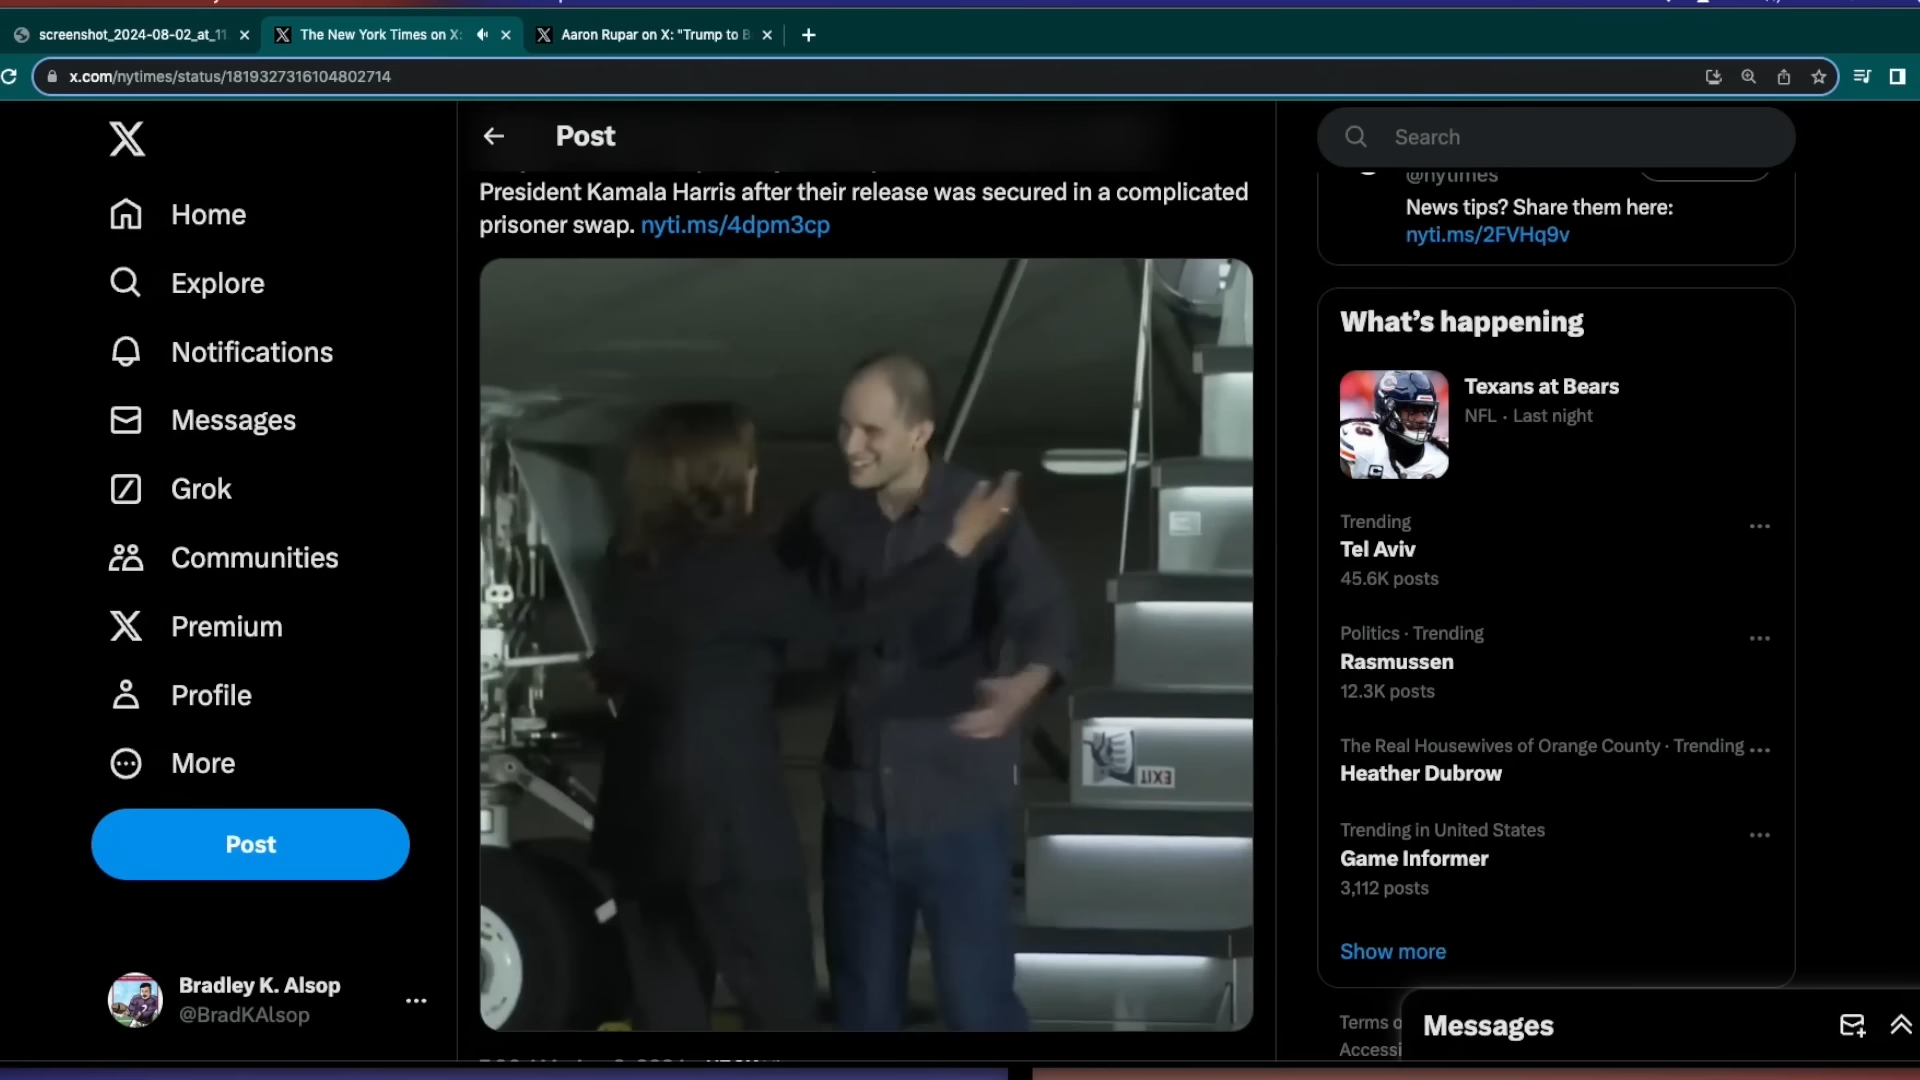 screenshot_2024-08-02_at_11
The New York Times on X:
Aaron Rupar on X: "Trump to B
x.com/nytimes/status/1819327316104802714
Home
Explore
Notifications
Messages
Grok
Communities
Premium
Profile
More
Post
Bradley K. Alsop
@BradKAlsop
Post
President Kamala Harris after their release was secured in a complicated
prisoner swap. nyti.ms/4dpm3cp
EXIT
Search
@nytimes
News tips? Share them here:
nyti.ms/2FVHq9v
What's happening
Texans at Bears
NFL · Last night
Trending
Tel Aviv
45.6K posts
Politics · Trending
Rasmussen
12.3K posts
The Real Housewives of Orange County · Trending
Heather Dubrow
Trending in United States
Game Informer
3,112 posts
Show more
Terms o
Accessi
Messages